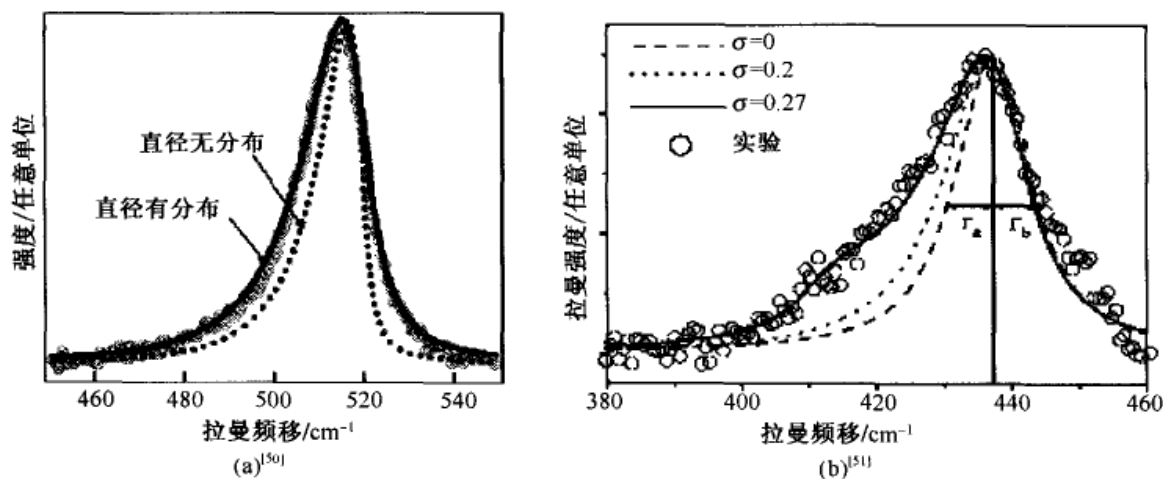 强度/任意单位
直径无分布
直径有分布
460
480
500
520
540
拉曼频移/cm⁻¹
(a)[50]
拉曼强度/任意单位
σ=0
σ=0.2
σ=0.27
实验
Γa
Γb
380
400
420
440
460
拉曼频移/cm⁻¹
(b)[51]